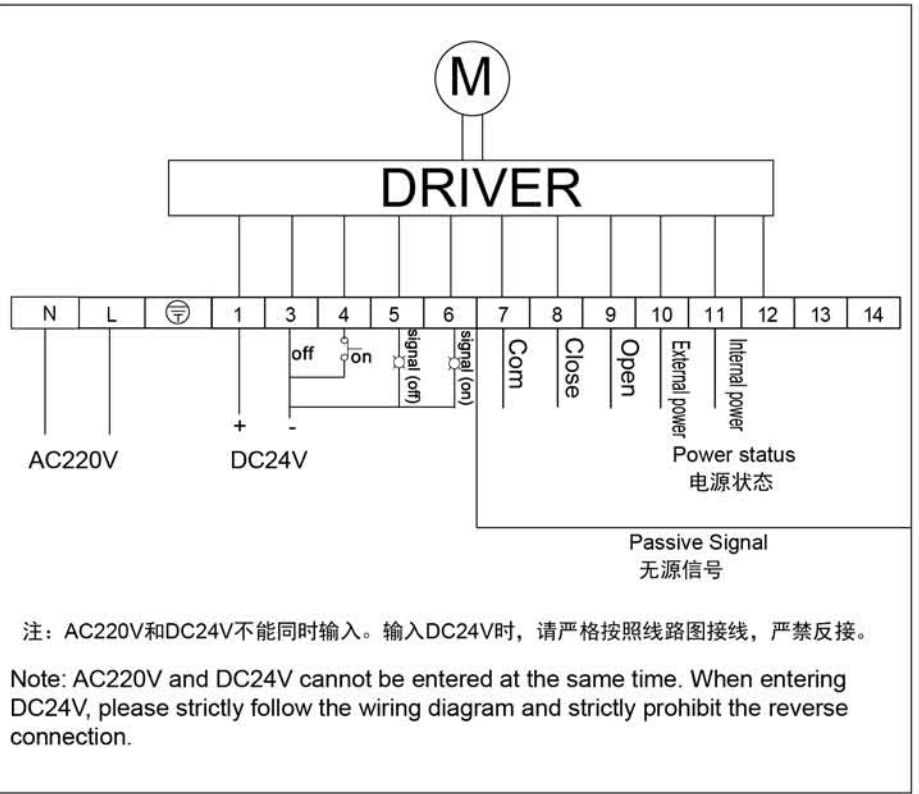 M
DRIVER
N L 1 3 4 5 6 7 8 9 10 11 12 13 14
off
on
signal (off)
signal (on)
Com
Close
Open
External power
Internal power
+ -
AC220V
DC24V
Power status
电源状态
Passive Signal
无源信号
注：AC220V和DC24V不能同时输入。输入DC24V时，请严格按照线路图接线，严禁反接。
Note: AC220V and DC24V cannot be entered at the same time. When entering
DC24V, please strictly follow the wiring diagram and strictly prohibit the reverse
connection.